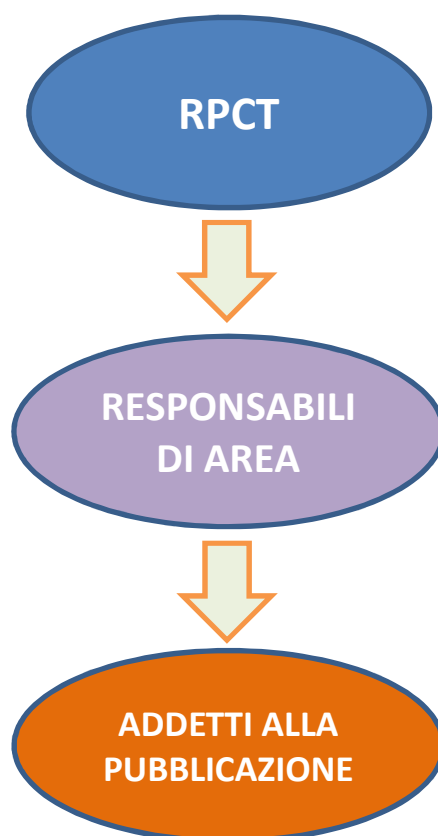 RPCT
RESPONSABILI
DI AREA
ADDETTI ALLA
PUBBLICAZIONE